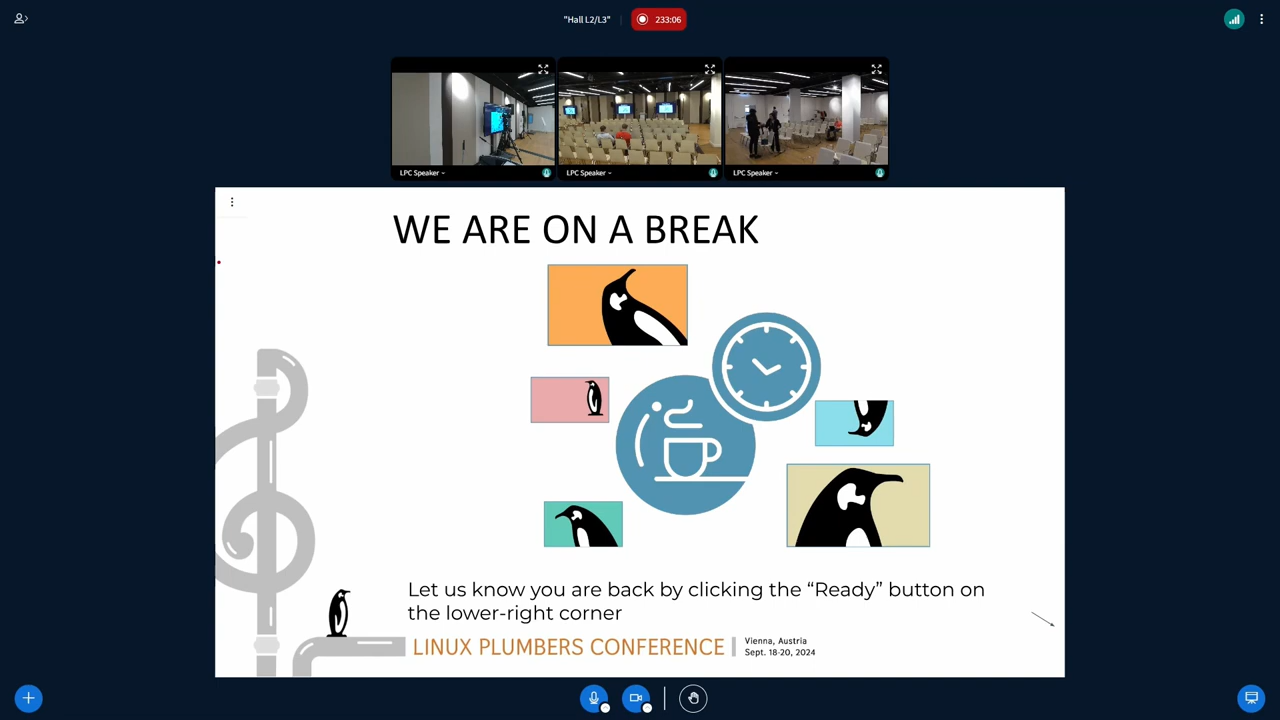 "Hall L2/L3"
233:06
LPC Speaker
LPC Speaker
LPC Speaker
WE ARE ON A BREAK
Let us know you are back by clicking the “Ready” button on
the lower-right corner
LINUX PLUMBERS CONFERENCE
Vienna, Austria
Sept. 18-20, 2024